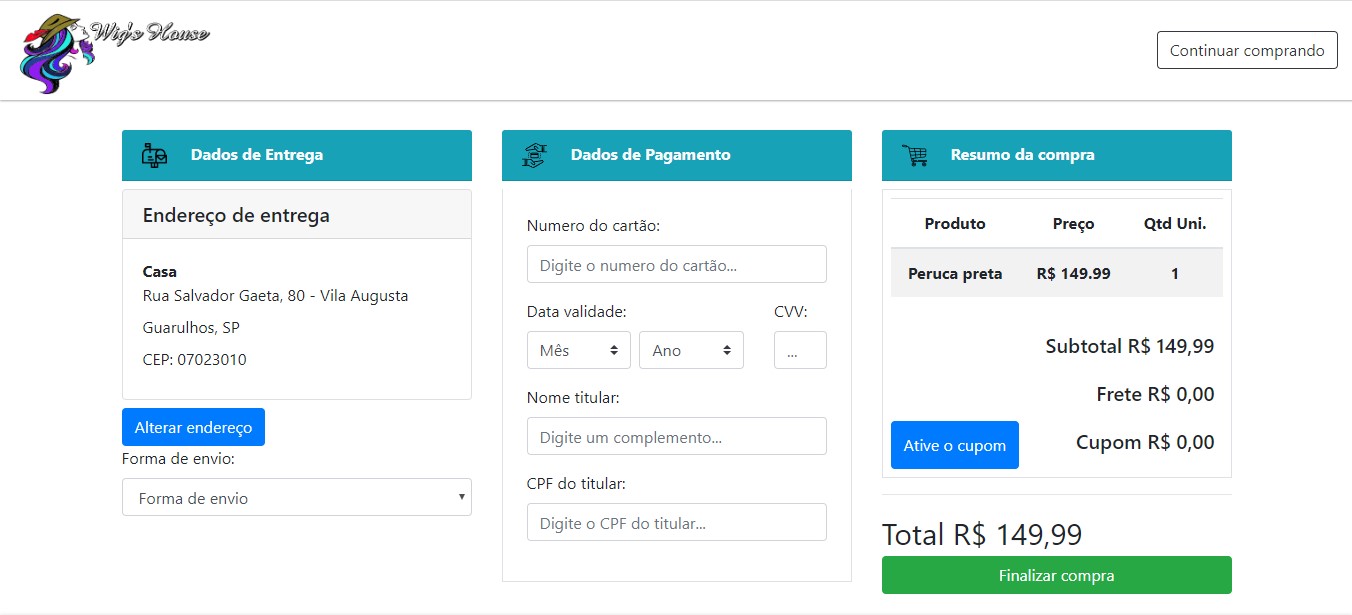 Wig's House
Continuar comprando
Dados de Entrega
Endereço de entrega
Casa
Rua Salvador Gaeta, 80 - Vila Augusta
Guarulhos, SP
CEP: 07023010
Alterar endereço
Forma de envio:
Forma de envio
Dados de Pagamento
Numero do cartão:
Digite o numero do cartão...
Data validade: CVV:
Mês Ano ...
Nome titular:
Digite um complemento...
CPF do titular:
Digite o CPF do titular...
Resumo da compra
Produto Preço Qtd Uni.
Peruca preta R$ 149.99 1
Subtotal R$ 149,99
Frete R$ 0,00
Ative o cupom Cupom R$ 0,00
Total R$ 149,99
Finalizar compra